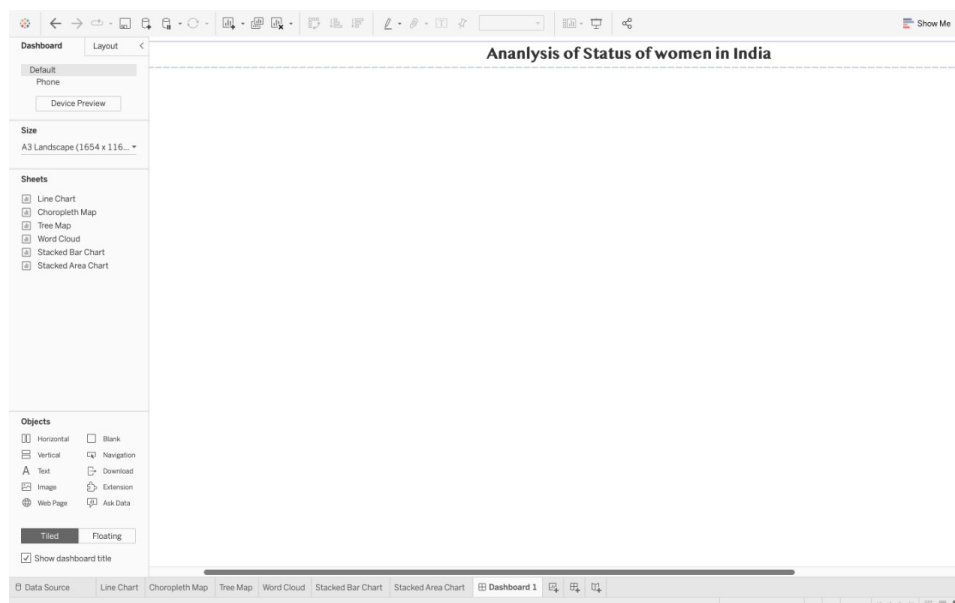 Show Me
Dashboard Layout
Ananlysis of Status of women in India
Default
Phone
Device Preview
Size
A3 Landscape (1654 x 116...
Sheets
Line Chart
Choropleth Map
Tree Map
Word Cloud
Stacked Bar Chart
Stacked Area Chart
Objects
Horizontal Blank
Vertical Navigation
A Text Download
Image Extension
Web Page Ask Data
Tiled Floating
Show dashboard title
Data Source Line Chart Choropleth Map Tree Map Word Cloud Stacked Bar Chart Stacked Area Chart Dashboard 1